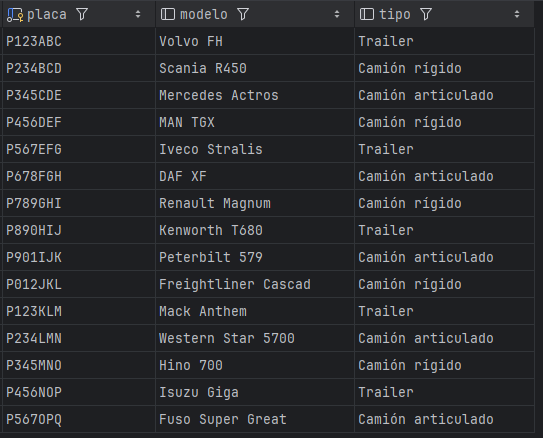 placa modelo tipo
P123ABC Volvo FH Trailer
P234BCD Scania R450 Camión rígido
P345CDE Mercedes Actros Camión articulado
P456DEF MAN TGX Camión rígido
P567EFG Iveco Stralis Trailer
P678FGH DAF XF Camión articulado
P789GHI Renault Magnum Camión rígido
P890HIJ Kenworth T680 Trailer
P901IJK Peterbilt 579 Camión articulado
P012JKL Freightliner Cascad Camión rígido
P123KLM Mack Anthem Trailer
P234LMN Western Star 5700 Camión articulado
P345MNO Hino 700 Camión rígido
P456NOP Isuzu Giga Trailer
P567OPQ Fuso Super Great Camión articulado